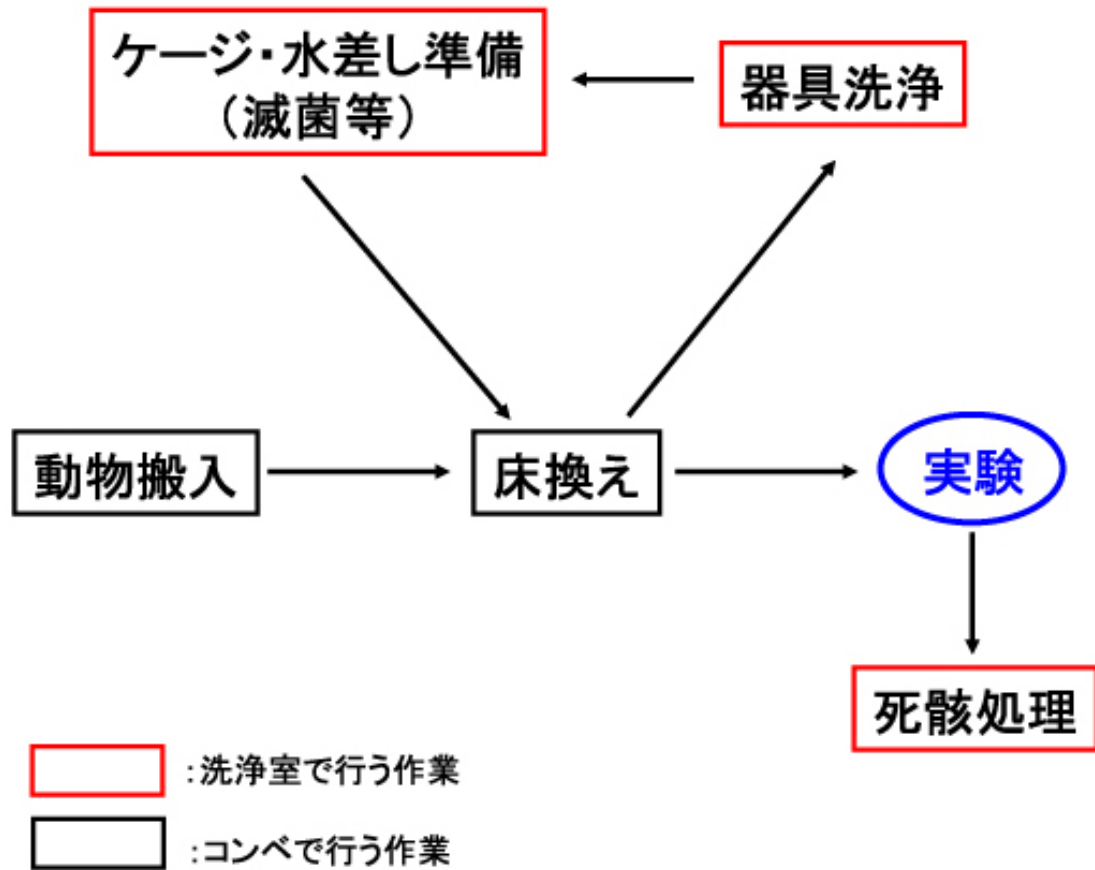 ケージ・水差し準備
（滅菌等）
器具洗浄
動物搬入
床換え
実験
死骸処理
：洗浄室で行う作業
：コンベで行う作業